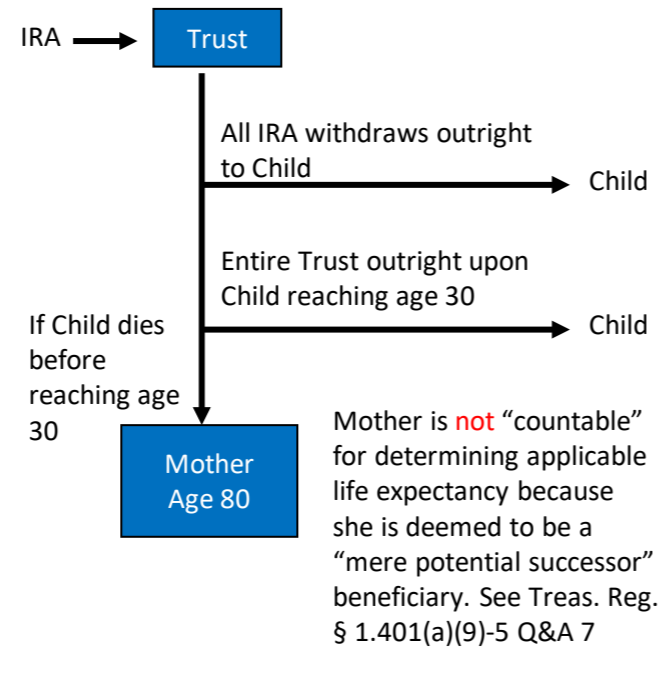 IRA
Trust
All IRA withdraws outright
to Child
Child
Entire Trust outright upon
Child reaching age 30
Child
If Child dies
before
reaching age
30
Mother
Age 80
Mother is not “countable”
for determining applicable
life expectancy because
she is deemed to be a
“mere potential successor”
beneficiary. See Treas. Reg.
§ 1.401(a)(9)-5 Q&A 7